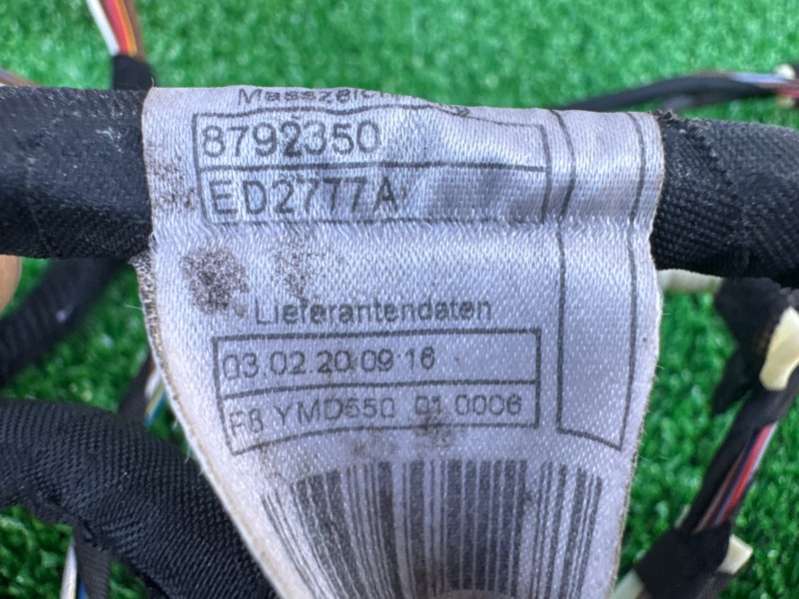 8792350
ED2777A
Lieferantendaten
03.02.20 09:16
F8 YMD550 01 0006